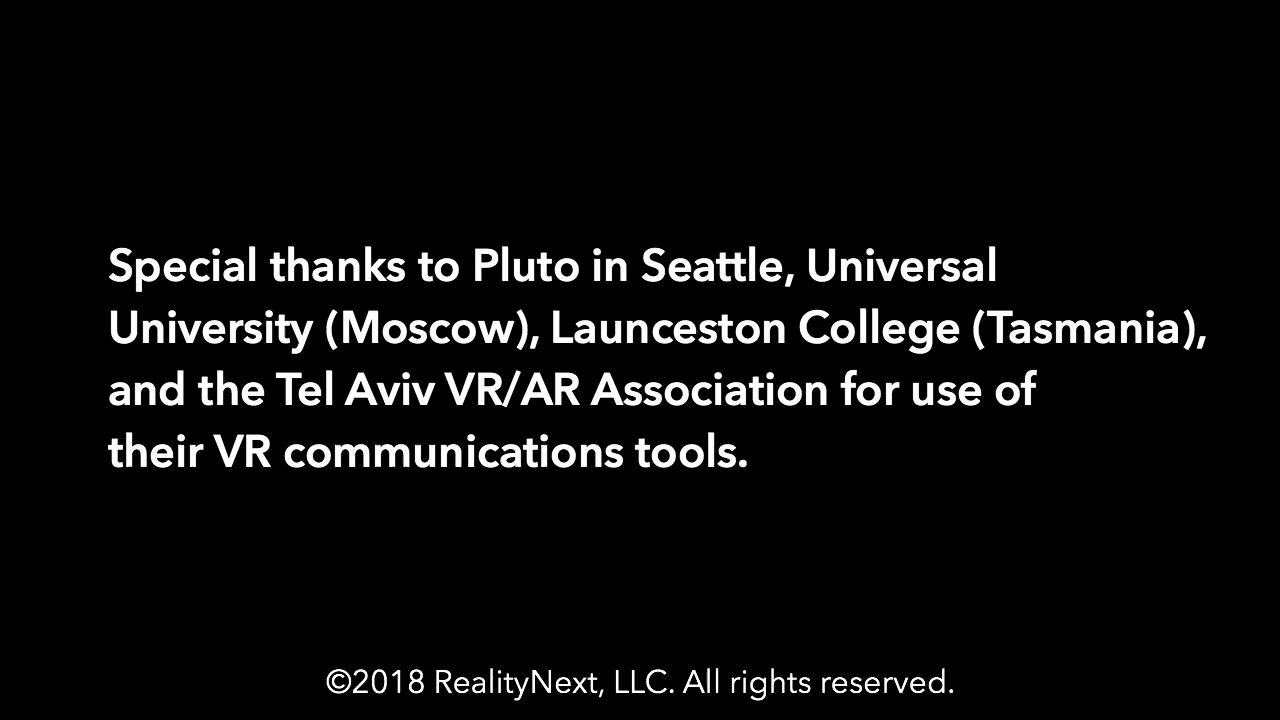 Special thanks to Pluto in Seattle, Universal
University (Moscow), Launceston College (Tasmania),
and the Tel Aviv VR/AR Association for use of
their VR communications tools.
©2018 RealityNext, LLC. All rights reserved.